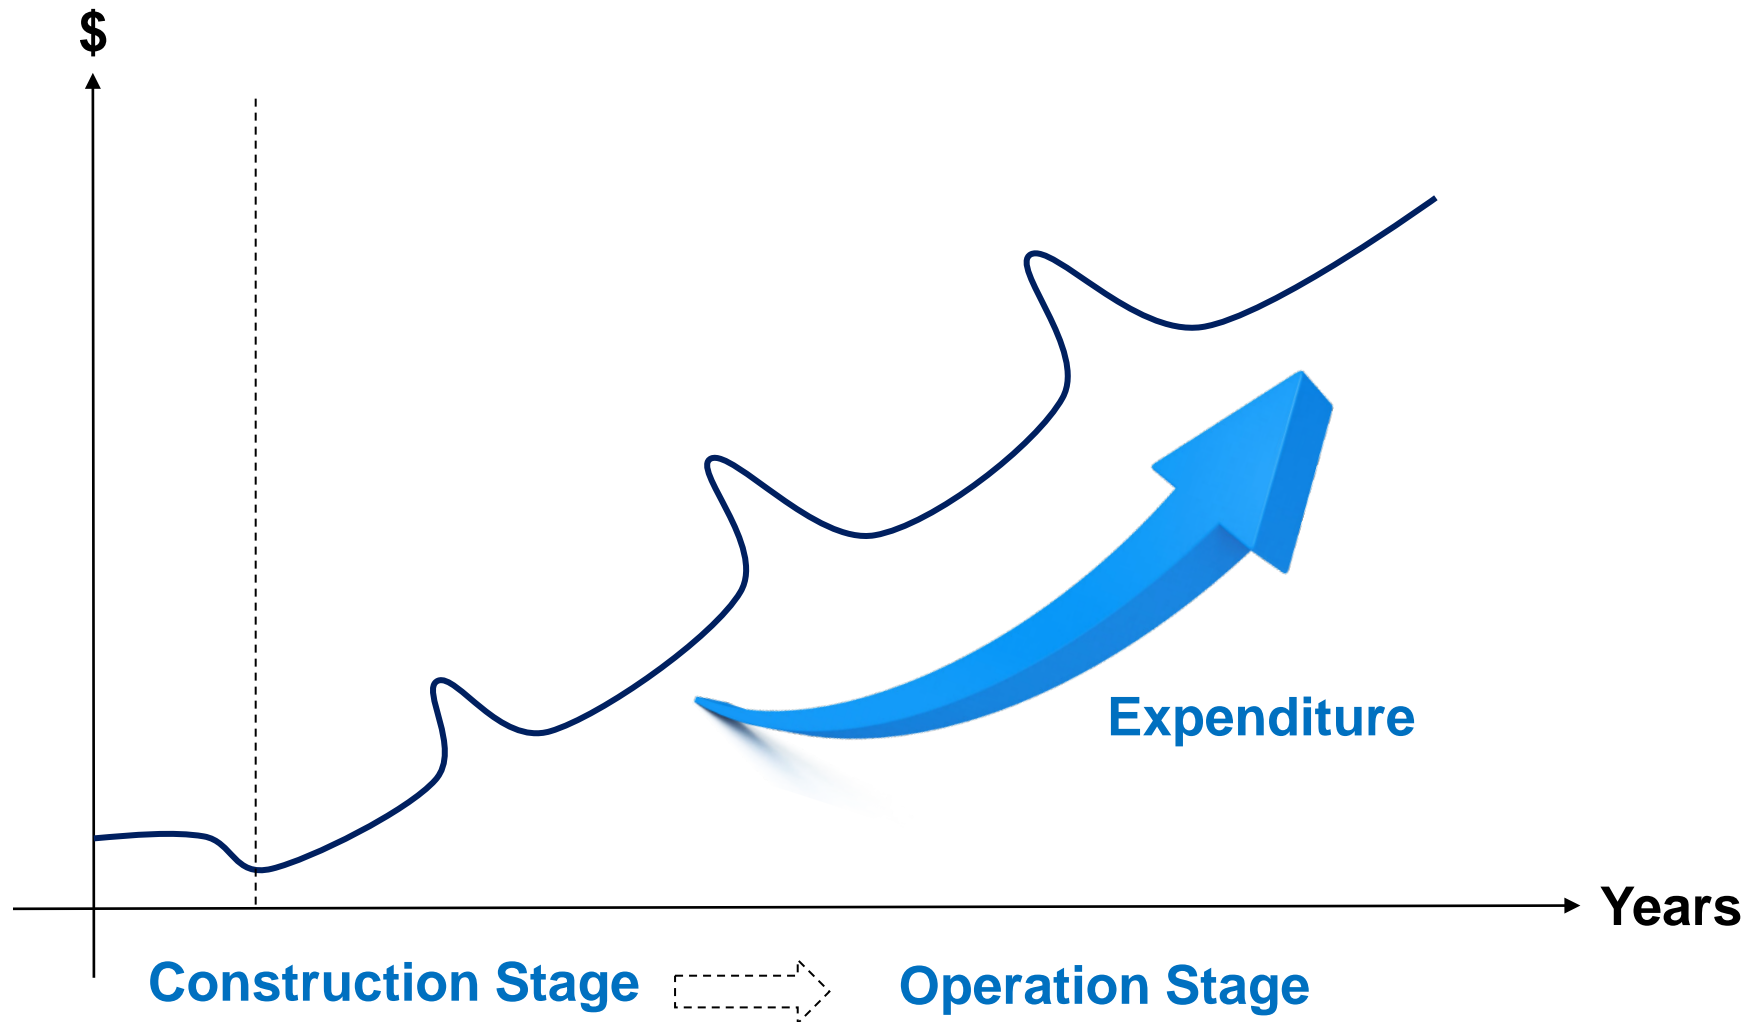 $
Expenditure
Years
Construction Stage
Operation Stage